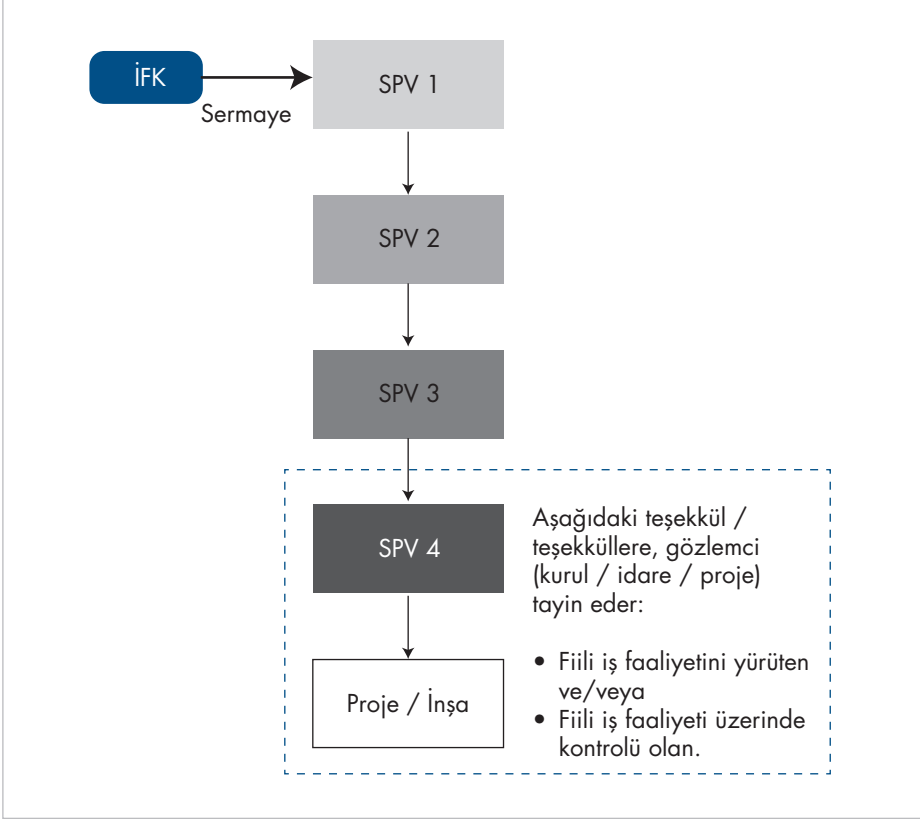 İFK
Sermaye
SPV 1
SPV 2
SPV 3
SPV 4
Proje / İnşa
Aşağıdaki teşekkül /
teşekküllere, gözlemci
(kurul / idare / proje)
tayin eder:
• Fiili iş faaliyetini yürüten
ve/veya
• Fiili iş faaliyeti üzerinde
kontrolü olan.